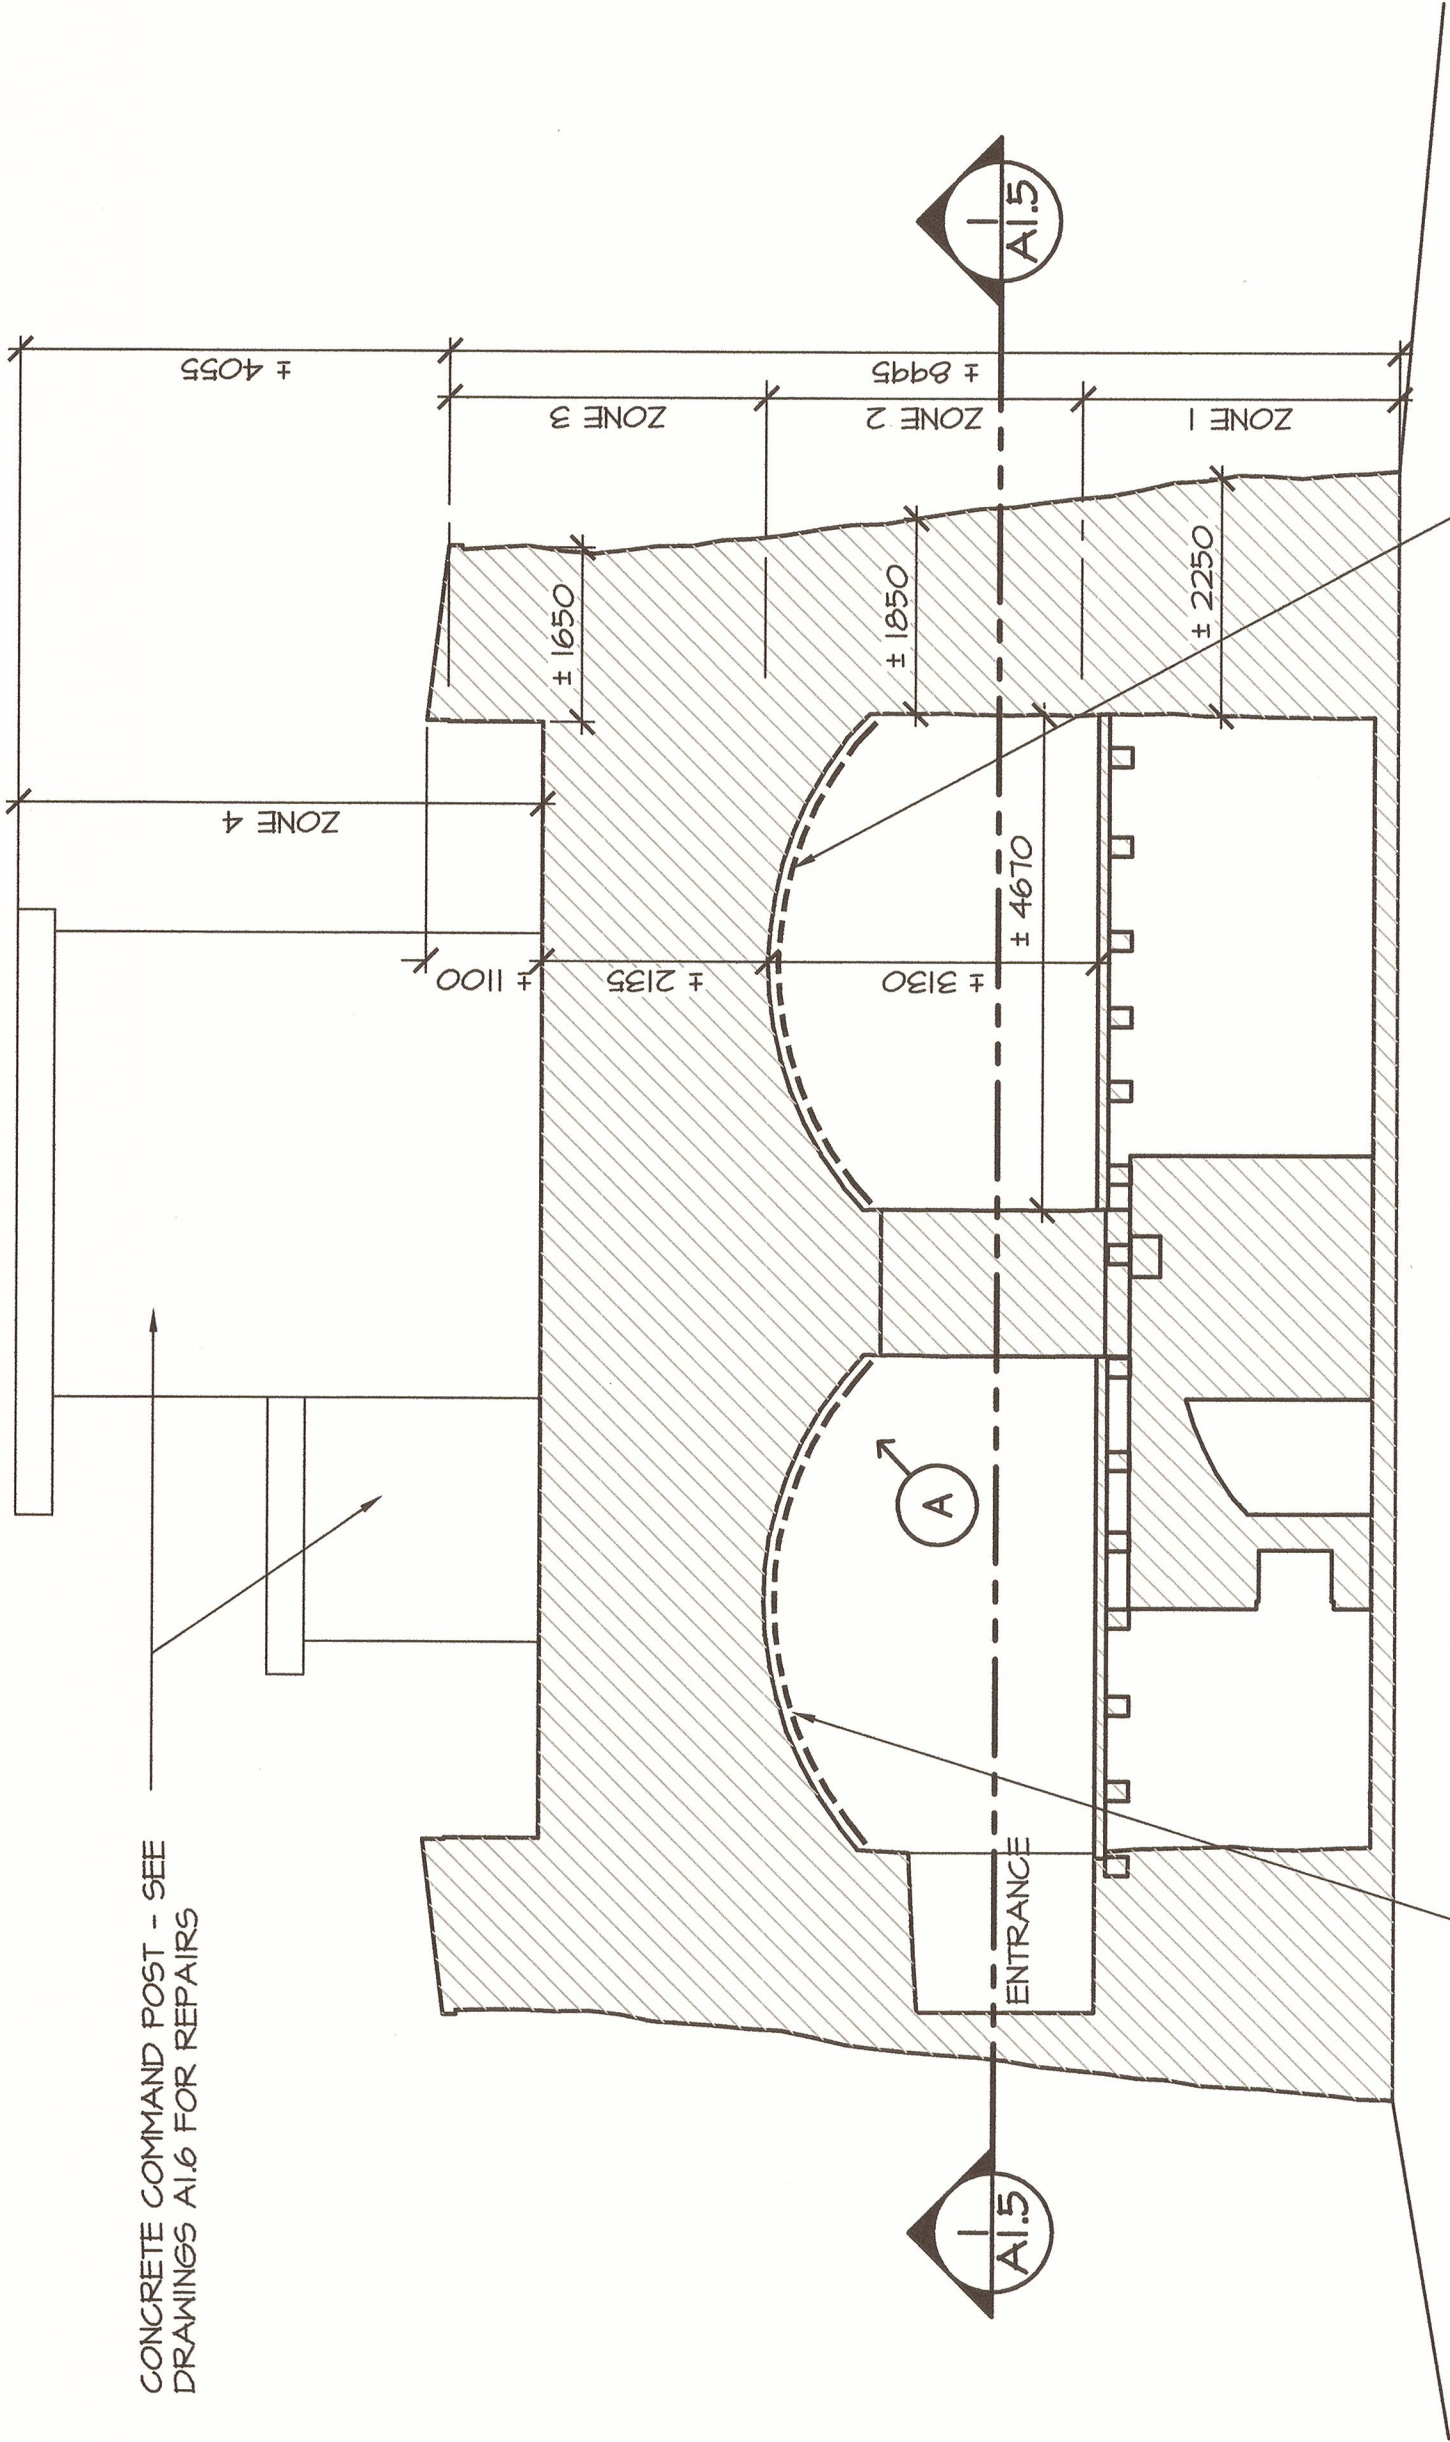 CONCRETE COMMAND POST - SEE
DRAWINGS A1.6 FOR REPAIRS
± 4055
ZONE 4
± 1100
± 2135
± 3130
± 8995
ZONE 3
ZONE 2
ZONE 1
± 1650
± 1850
± 2250
± 4670
A
ENTRANCE
1
A1.5
1
A1.5